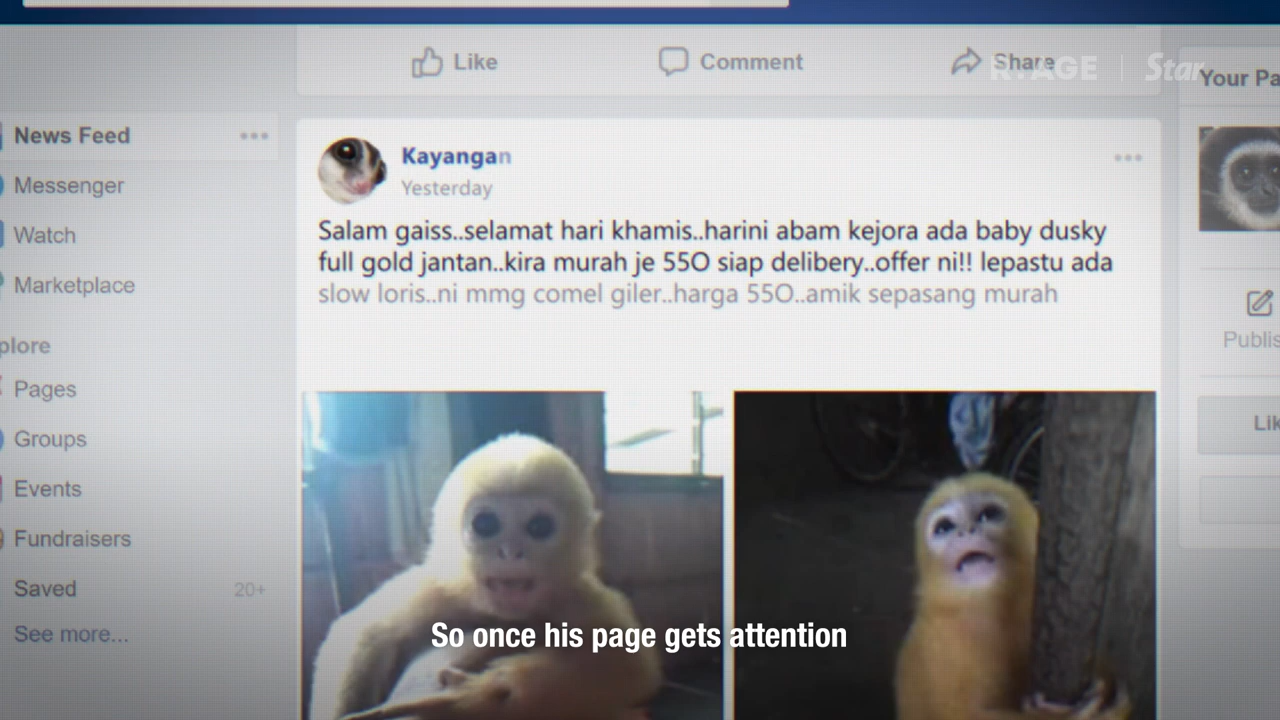 Like
Comment
Share
R.AGE | Star
Your Pa
News Feed
Messenger
Watch
Marketplace
plore
Pages
Groups
Events
Fundraisers
Saved 20+
See more...
Kayangan
Yesterday
Salam gaiss..selamat hari khamis..harini abam kejora ada baby dusky
full gold jantan..kira murah je 550 siap delibery..offer ni!! lepastu ada
slow loris..ni mmg comel giler..harga 550..amik sepasang murah
Publis
Lik
So once his page gets attention